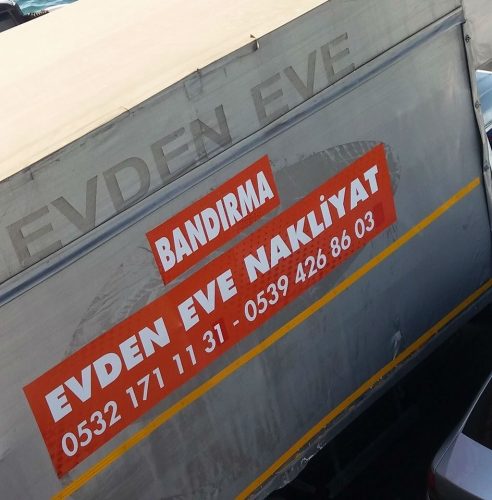 EVDEN EVE
BANDIRMA
EVDEN EVE NAKLİYAT
0532 171 11 31 - 0539 426 86 03